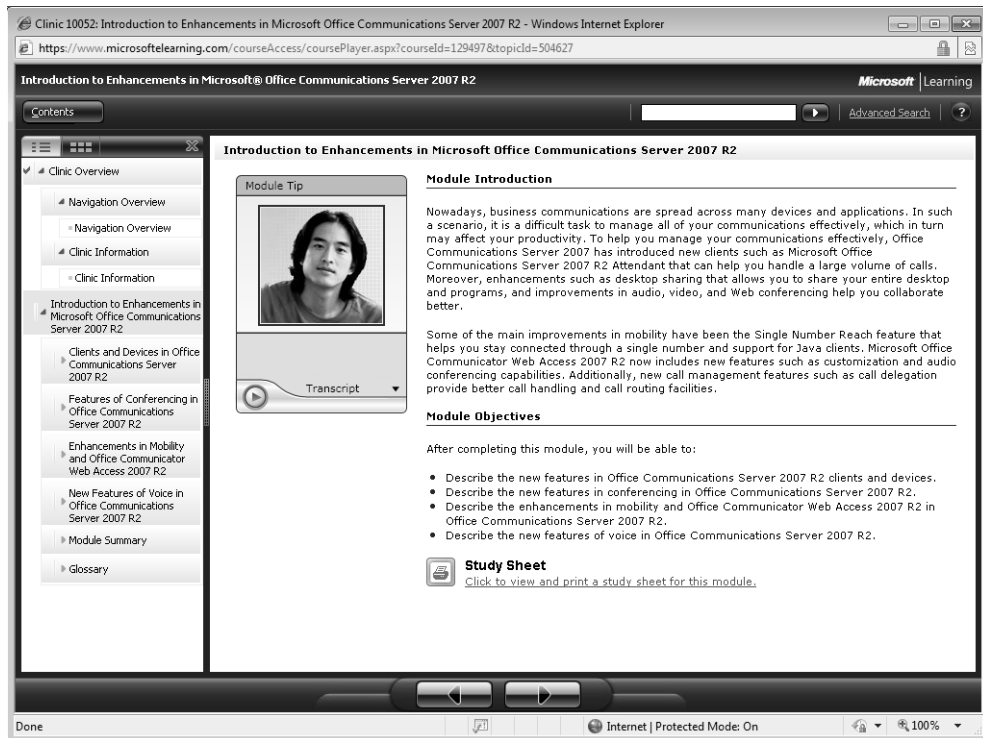 Clinic 10052: Introduction to Enhancements in Microsoft Office Communications Server 2007 R2 - Windows Internet Explorer
https://www.microsoftelearning.com/courseAccess/coursePlayer.aspx?courseId=129497&topicId=504627
Introduction to Enhancements in Microsoft® Office Communications Server 2007 R2
Microsoft | Learning
Contents
Advanced Search
?
Clinic Overview
Navigation Overview
Navigation Overview
Clinic Information
Clinic Information
Introduction to Enhancements in
Microsoft Office Communications
Server 2007 R2
Clients and Devices in Office
Communications Server
2007 R2
Features of Conferencing in
Office Communications
Server 2007 R2
Enhancements in Mobility
and Office Communicator
Web Access 2007 R2
New Features of Voice in
Office Communications
Server 2007 R2
Module Summary
Glossary
Introduction to Enhancements in Microsoft Office Communications Server 2007 R2
Module Tip
Transcript
Module Introduction
Nowadays, business communications are spread across many devices and applications. In such
a scenario, it is a difficult task to manage all of your communications effectively, which in turn
may affect your productivity. To help you manage your communications effectively, Office
Communications Server 2007 has introduced new clients such as Microsoft Office
Communications Server 2007 R2 Attendant that can help you handle a large volume of calls.
Moreover, enhancements such as desktop sharing that allows you to share your entire desktop
and programs, and improvements in audio, video, and Web conferencing help you collaborate
better.
Some of the main improvements in mobility have been the Single Number Reach feature that
helps you stay connected through a single number and support for Java clients. Microsoft Office
Communicator Web Access 2007 R2 now includes new features such as customization and audio
conferencing capabilities. Additionally, new call management features such as call delegation
provide better call handling and call routing facilities.
Module Objectives
After completing this module, you will be able to:
• Describe the new features in Office Communications Server 2007 R2 clients and devices.
• Describe the new features in conferencing in Office Communications Server 2007 R2.
• Describe the enhancements in mobility and Office Communicator Web Access 2007 R2 in
Office Communications Server 2007 R2.
• Describe the new features of voice in Office Communications Server 2007 R2.
Study Sheet
Click to view and print a study sheet for this module.
Done
Internet | Protected Mode: On
100%